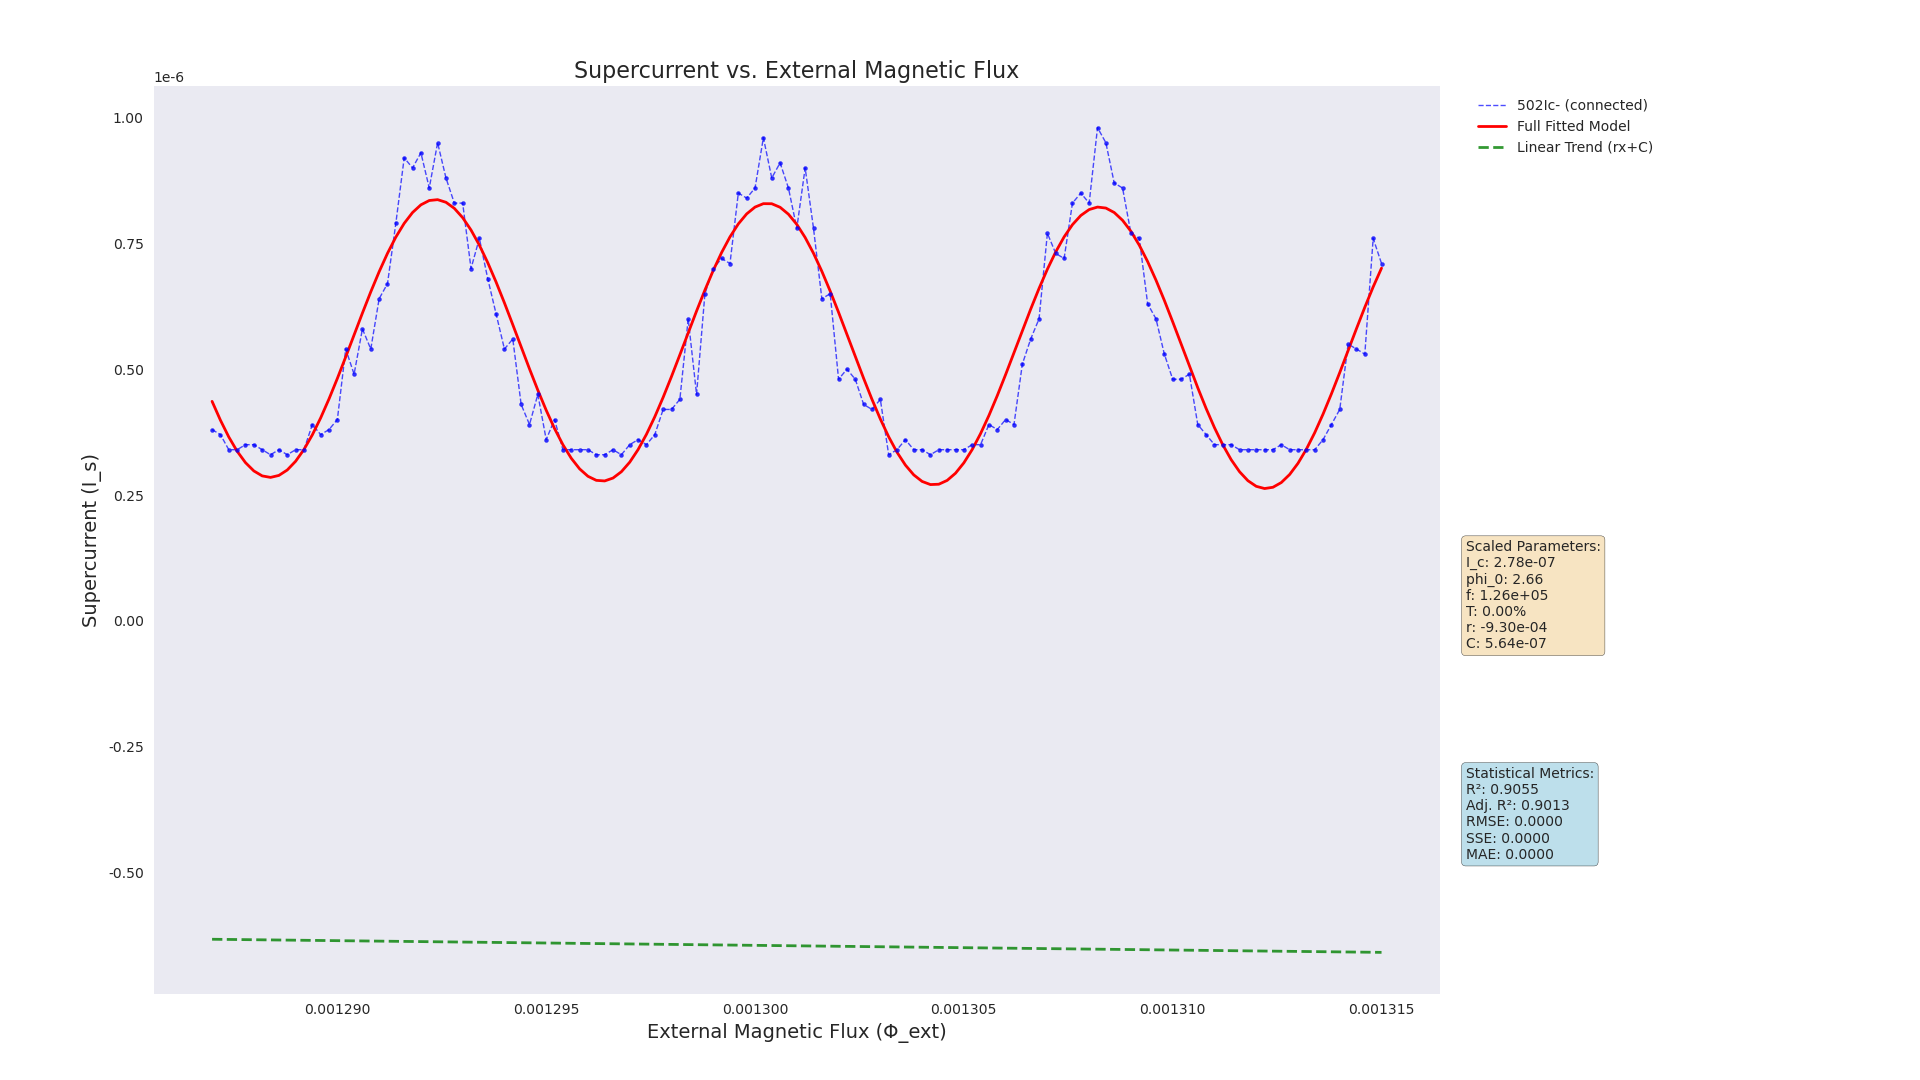 Supercurrent vs. External Magnetic Flux
1e-6
1.00
0.75
0.50
0.25
0.00
-0.25
-0.50
Supercurrent (I_s)
0.001290
0.001295
0.001300
0.001305
0.001310
0.001315
External Magnetic Flux (Φ_ext)
502Ic- (connected)
Full Fitted Model
Linear Trend (rx+C)
Scaled Parameters:
I_c: 2.78e-07
phi_0: 2.66
f: 1.26e+05
T: 0.00%
r: -9.30e-04
C: 5.64e-07
Statistical Metrics:
R²: 0.9055
Adj. R²: 0.9013
RMSE: 0.0000
SSE: 0.0000
MAE: 0.0000